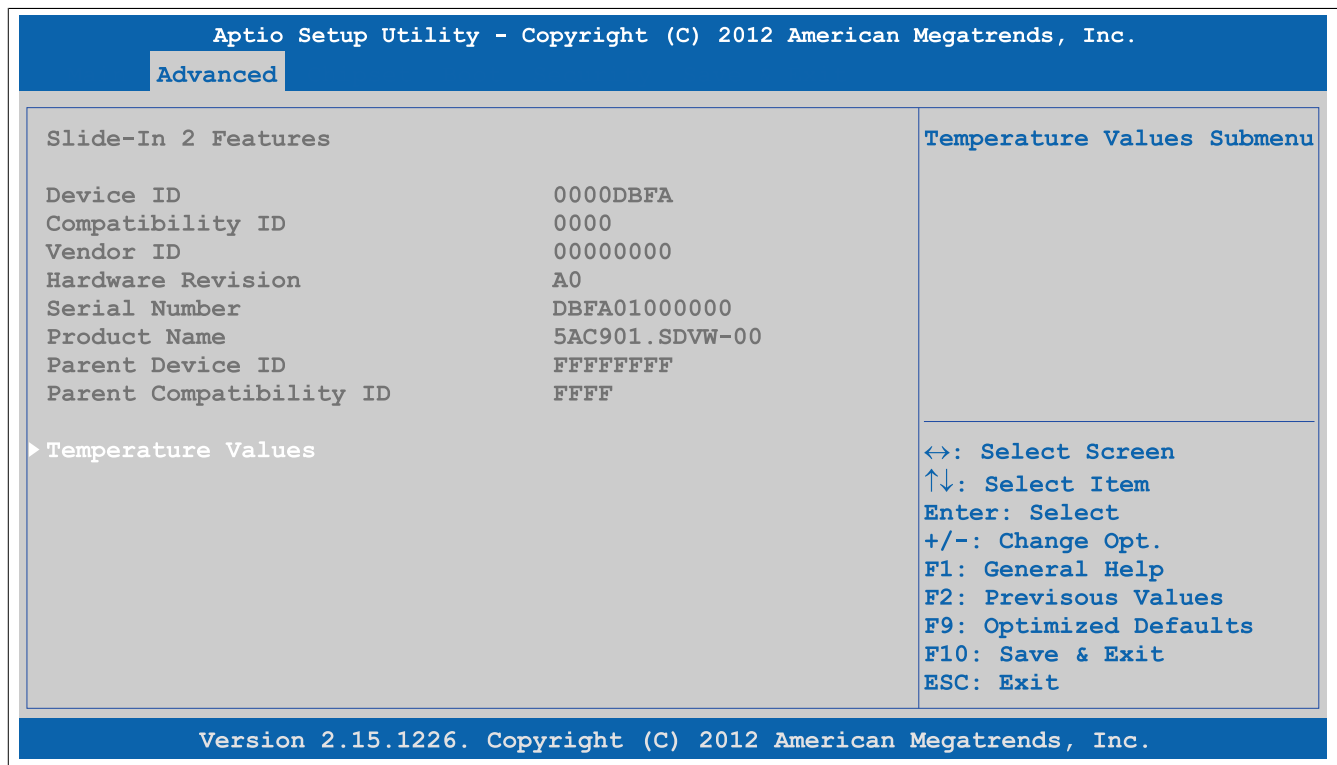 Aptio Setup Utility - Copyright (C) 2012 American Megatrends, Inc.
Advanced
Slide-In 2 Features
Device ID 0000DBFA
Compatibility ID 0000
Vendor ID 00000000
Hardware Revision A0
Serial Number DBFA01000000
Product Name 5AC901.SDVW-00
Parent Device ID FFFFFFFF
Parent Compatibility ID FFFF
Temperature Values
Temperature Values Submenu
↔: Select Screen
↑↓: Select Item
Enter: Select
+/-: Change Opt.
F1: General Help
F2: Previsous Values
F9: Optimized Defaults
F10: Save & Exit
ESC: Exit
Version 2.15.1226. Copyright (C) 2012 American Megatrends, Inc.